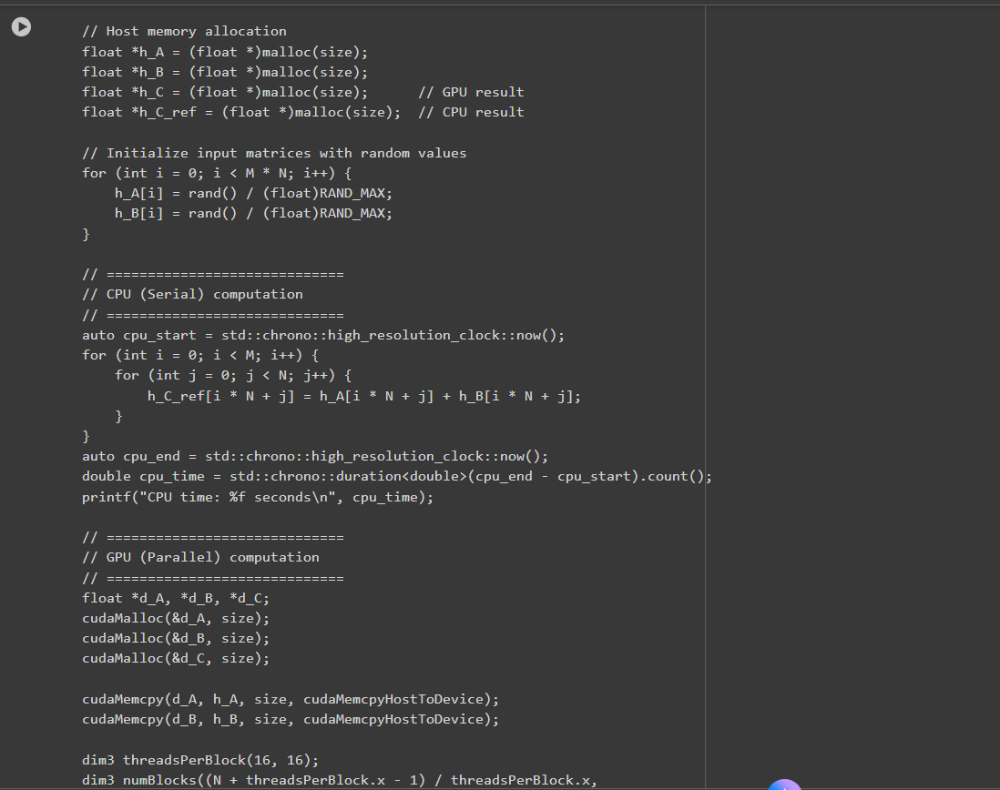 // Host memory allocation
float *h_A = (float *)malloc(size);
float *h_B = (float *)malloc(size);
float *h_C = (float *)malloc(size);      // GPU result
float *h_C_ref = (float *)malloc(size);  // CPU result

// Initialize input matrices with random values
for (int i = 0; i < M * N; i++) {
    h_A[i] = rand() / (float)RAND_MAX;
    h_B[i] = rand() / (float)RAND_MAX;
}

// =============================
// CPU (Serial) computation
// =============================
auto cpu_start = std::chrono::high_resolution_clock::now();
for (int i = 0; i < M; i++) {
    for (int j = 0; j < N; j++) {
        h_C_ref[i * N + j] = h_A[i * N + j] + h_B[i * N + j];
    }
}
auto cpu_end = std::chrono::high_resolution_clock::now();
double cpu_time = std::chrono::duration<double>(cpu_end - cpu_start).count();
printf("CPU time: %f seconds\n", cpu_time);

// =============================
// GPU (Parallel) computation
// =============================
float *d_A, *d_B, *d_C;
cudaMalloc(&d_A, size);
cudaMalloc(&d_B, size);
cudaMalloc(&d_C, size);

cudaMemcpy(d_A, h_A, size, cudaMemcpyHostToDevice);
cudaMemcpy(d_B, h_B, size, cudaMemcpyHostToDevice);

dim3 threadsPerBlock(16, 16);
dim3 numBlocks((N + threadsPerBlock.x - 1) / threadsPerBlock.x,